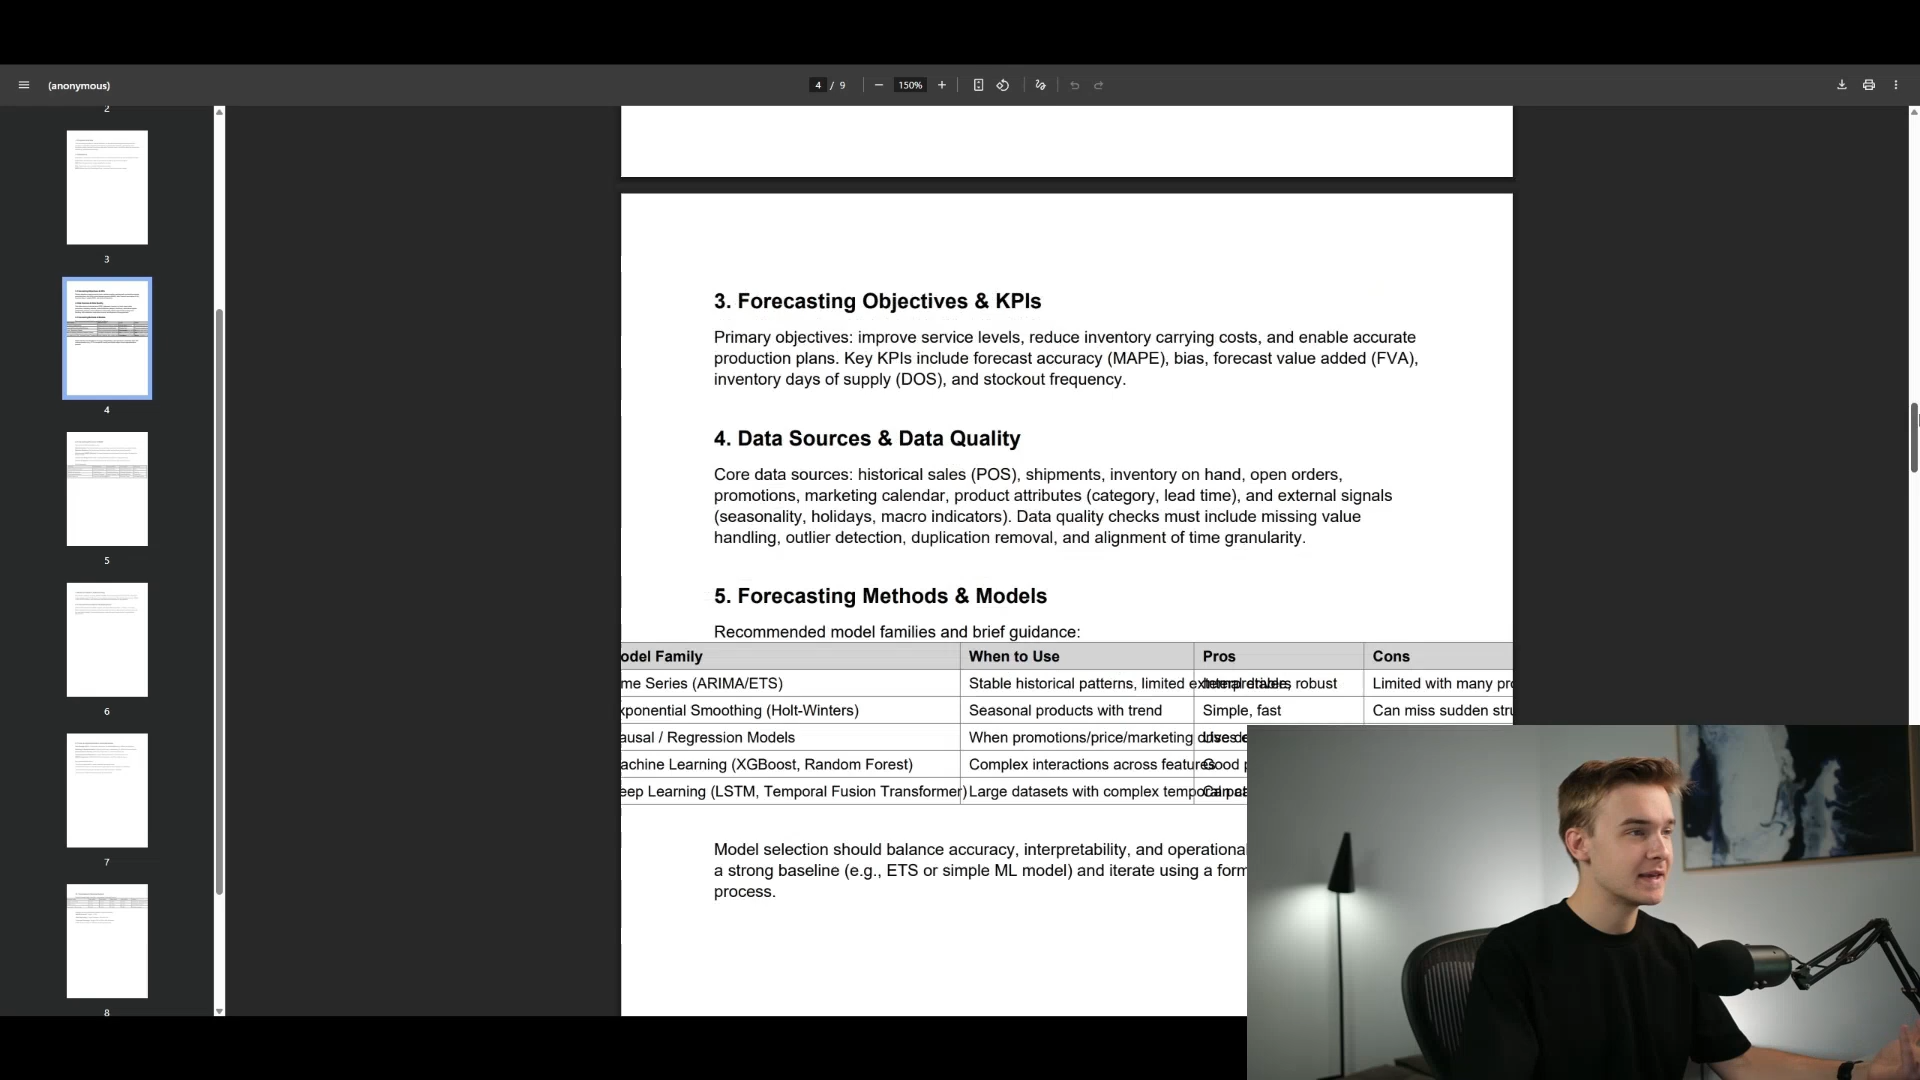 (anonymous)
4 / 9
150%
2
3
4
5
6
7
8
3. Forecasting Objectives & KPIs
Primary objectives: improve service levels, reduce inventory carrying costs, and enable accurate
production plans. Key KPIs include forecast accuracy (MAPE), bias, forecast value added (FVA),
inventory days of supply (DOS), and stockout frequency.
4. Data Sources & Data Quality
Core data sources: historical sales (POS), shipments, inventory on hand, open orders,
promotions, marketing calendar, product attributes (category, lead time), and external signals
(seasonality, holidays, macro indicators). Data quality checks must include missing value
handling, outlier detection, duplication removal, and alignment of time granularity.
5. Forecasting Methods & Models
Recommended model families and brief guidance:
odel Family When to Use Pros Cons
me Series (ARIMA/ETS) Stable historical patterns, limited robust Limited with many
xponential Smoothing (Holt-Winters) Seasonal products with trend Simple, fast Can miss sudden
ausal / Regression Models When promotions/price/marketing
achine Learning (XGBoost, Random Forest) Complex interactions across features Good
eep Learning (LSTM, Temporal Fusion Transformer) Large datasets with complex
Model selection should balance accuracy, interpretability, and operational
a strong baseline (e.g., ETS or simple ML model) and iterate using a
process.